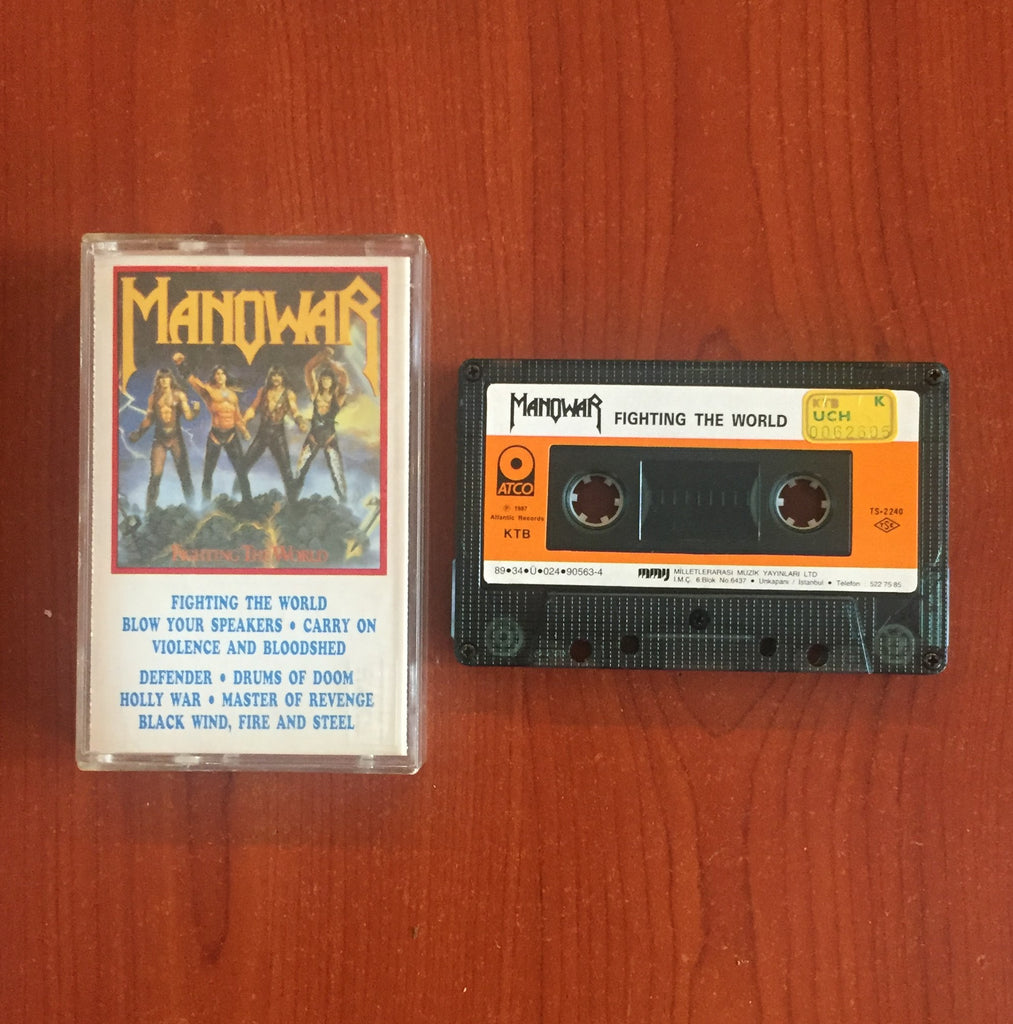 MANOWAR
FIGHTING THE WORLD
FIGHTING THE WORLD
BLOW YOUR SPEAKERS • CARRY ON
VIOLENCE AND BLOODSHED
DEFENDER • DRUMS OF DOOM
HOLLY WAR • MASTER OF REVENGE
BLACK WIND, FIRE AND STEEL
MANOWAR FIGHTING THE WORLD
KTB K
UCH
0062605
ATCO
℗ 1987
Atlantic Records
KTB
TS-2240
TSE
89•34•Ü•024•90563-4
mmy MİLLETLERARASI MÜZİK YAYINLARI LTD
İ.M.Ç. 6.Blok No.6437 • Unkapanı / İstanbul • Telefon : 522 75 85